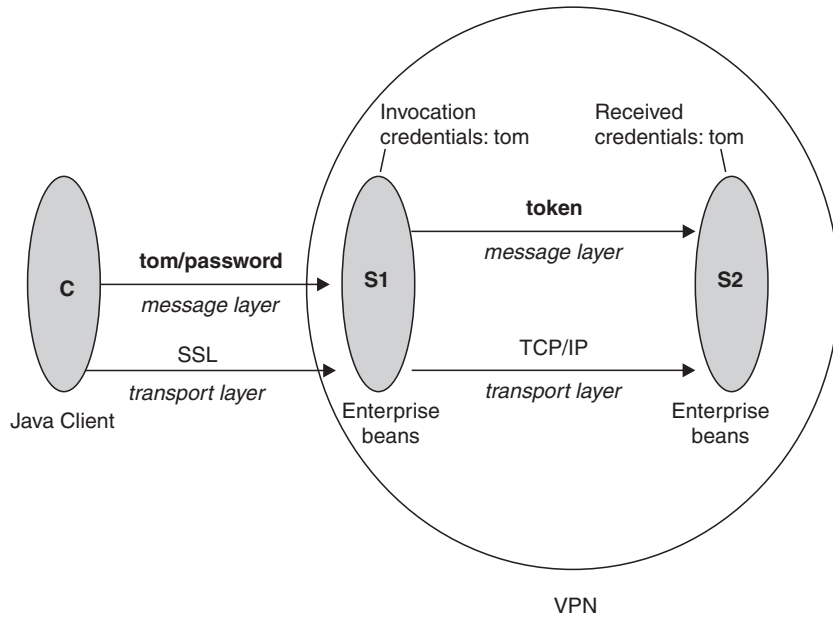 Invocation
credentials: tom
Received
credentials: tom
tom/password
message layer
C
SSL
transport layer
Java Client
S1
Enterprise
beans
token
message layer
TCP/IP
transport layer
S2
Enterprise
beans
VPN